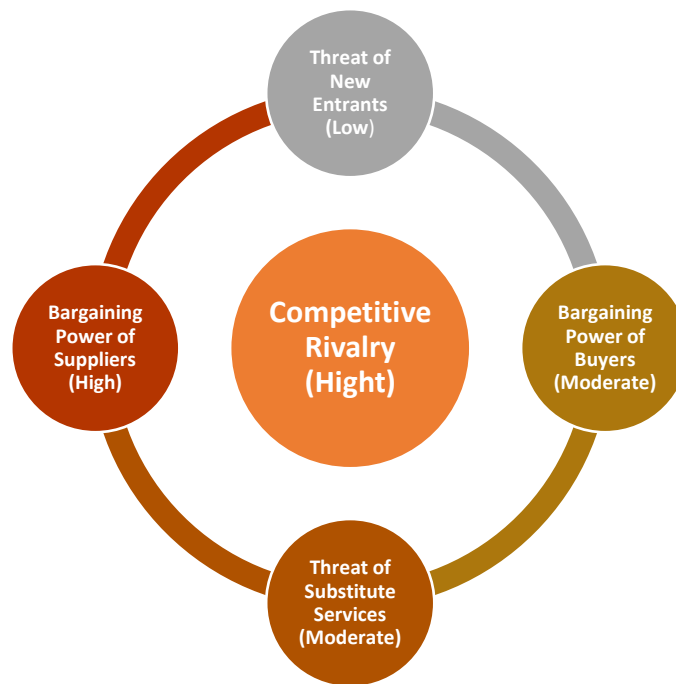 Threat of
New
Entrants
(Low)
Bargaining
Power of
Suppliers
(High)
Competitive
Rivalry
(Hight)
Bargaining
Power of
Buyers
(Moderate)
Threat of
Substitute
Services
(Moderate)